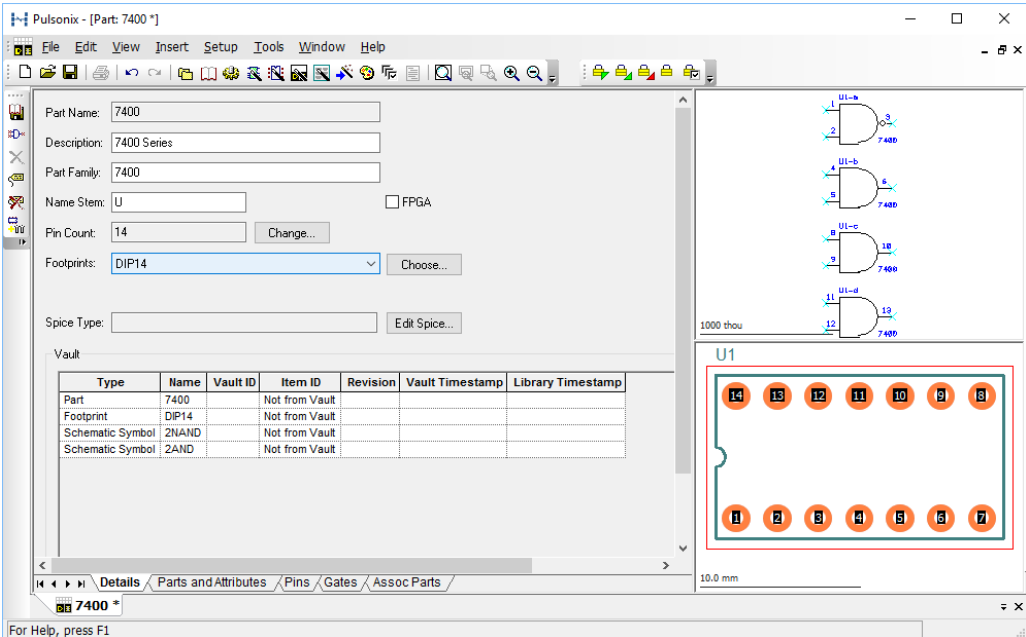 Pulsonix - [Part: 7400 *]
File Edit View Insert Setup Tools Window Help
Part Name: 7400
Description: 7400 Series
Part Family: 7400
Name Stem: U FPGA
Pin Count: 14 Change...
Footprints: DIP14 Choose...
Spice Type: Edit Spice...
Vault
Type Name Vault ID Item ID Revision Vault Timestamp Library Timestamp
Part 7400 Not from Vault
Footprint DIP14 Not from Vault
Schematic Symbol 2NAND Not from Vault
Schematic Symbol 2AND Not from Vault
Details Parts and Attributes Pins Gates Assoc Parts
U1-a
1 3
2 7400
U1-b
4 6
5 7400
U1-c
8 10
9 7400
U1-d
11 13
12 7400
1000 thou
U1
14 13 12 11 10 9 8
1 2 3 4 5 6 7
10.0 mm
7400 *
For Help, press F1